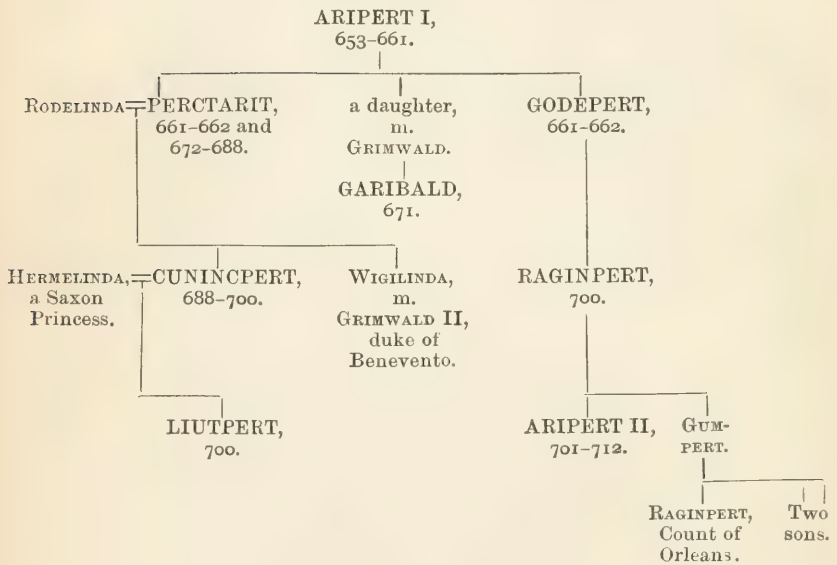 ARIPERT I,
653–661.
RODELINDA = PERCTARIT,
661–662 and
672–688.
a daughter,
m.
GRIMWALD.
GODEPERT,
661–662.
GARIBALD,
671.
HERMELINDA, = CUNINCPERT,
a Saxon
Princess.
688–700.
WIGILINDA,
m.
GRIMWALD II,
duke of
Benevento.
RAGINPERT,
700.
LIUTPERT,
700.
ARIPERT II,
701–712.
GUM-
PERT.
RAGINPERT,
Count of
Orleans.
Two
sons.